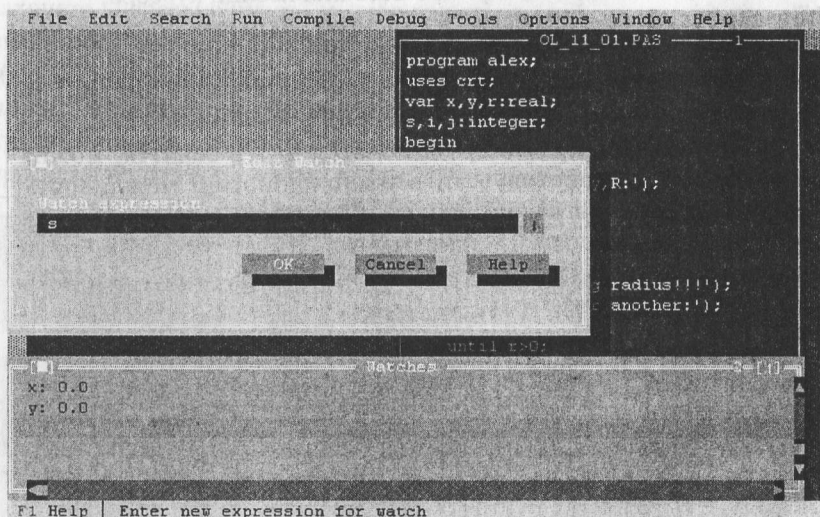 File Edit Search Run Compile Debug Tools Options Window Help
OL_11_01.PAS 1
program alex;
uses crt;
var x,y,r:real;
s,i,j:integer;
begin
Edit Watch
,R:');
Watch expression
s
OK Cancel Help
radius!!!');
another:');
until r>0;
Watches 2
x: 0.0
y: 0.0
F1 Help | Enter new expression for watch